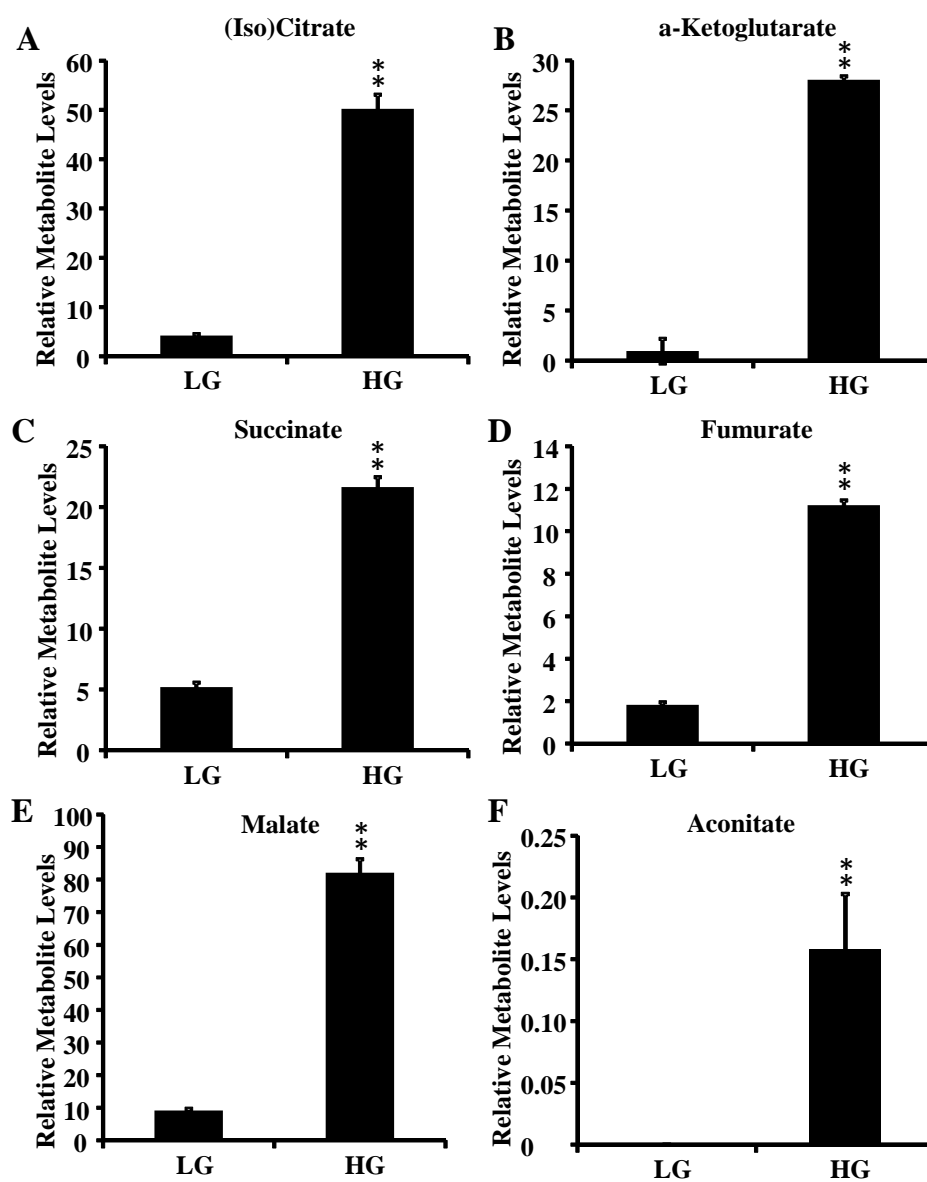 A
(Iso)Citrate
Relative Metabolite Levels
60
50
40
30
20
10
0
**
LG
HG
B
a-Ketoglutarate
Relative Metabolite Levels
30
25
20
15
10
5
0
**
LG
HG
C
Succinate
Relative Metabolite Levels
25
20
15
10
5
0
**
LG
HG
D
Fumurate
Relative Metabolite Levels
14
12
10
8
6
4
2
0
**
LG
HG
E
Malate
Relative Metabolite Levels
100
90
80
70
60
50
40
30
20
10
0
**
LG
HG
F
Aconitate
Relative Metabolite Levels
0.25
0.20
0.15
0.10
0.05
0
**
LG
HG